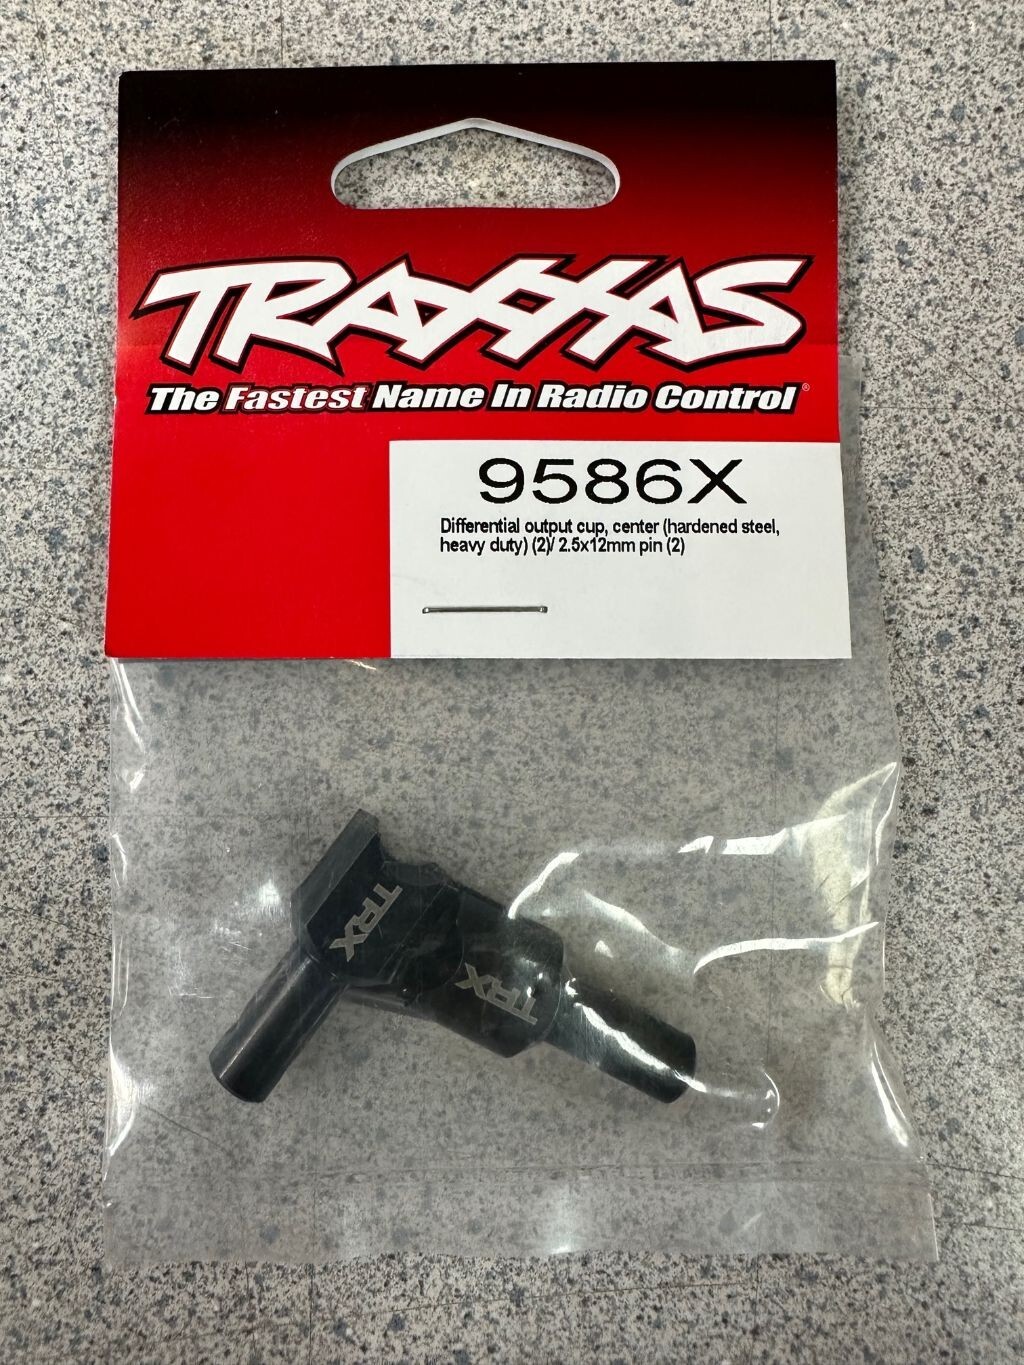 TRAXXAS
The Fastest Name In Radio Control®
9586X
Differential output cup, center (hardened steel,
heavy duty) (2)/ 2.5x12mm pin (2)
TRX
TRX